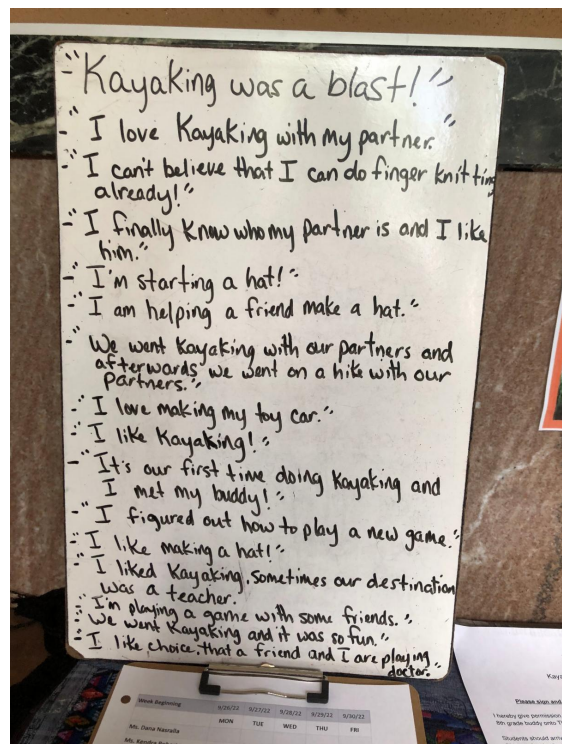 - "Kayaking was a blast!"
- "I love Kayaking with my partner."
- "I can't believe that I can do finger knitting
already!"
- "I finally know who my partner is and I like
him."
- "I'm starting a hat!"
- "I am helping a friend make a hat."
- "We went Kayaking with our partners and
afterwards we went on a hike with our
partners."
- "I love making my toy car."
- "I like Kayaking!"
- "It's our first time doing Kayaking and
I met my buddy!"
- "I figured out how to play a new game."
- "I like making a hat!"
- "I liked Kayaking, sometimes our destination
was a teacher.
- "I'm playing a game with some friends."
- "We went Kayaking and it was so fun."
- "I like choice, that a friend and I are playing
doctor."
Week Beginning 9/26/22 9/27/22 9/28/22 9/29/22 9/30/22
MON TUE WED THU FRI
Ms. Dana Nasralla
Ms. Kendra
Kaya
Please sign and
I hereby give permission
8th grade buddy onto
Students should